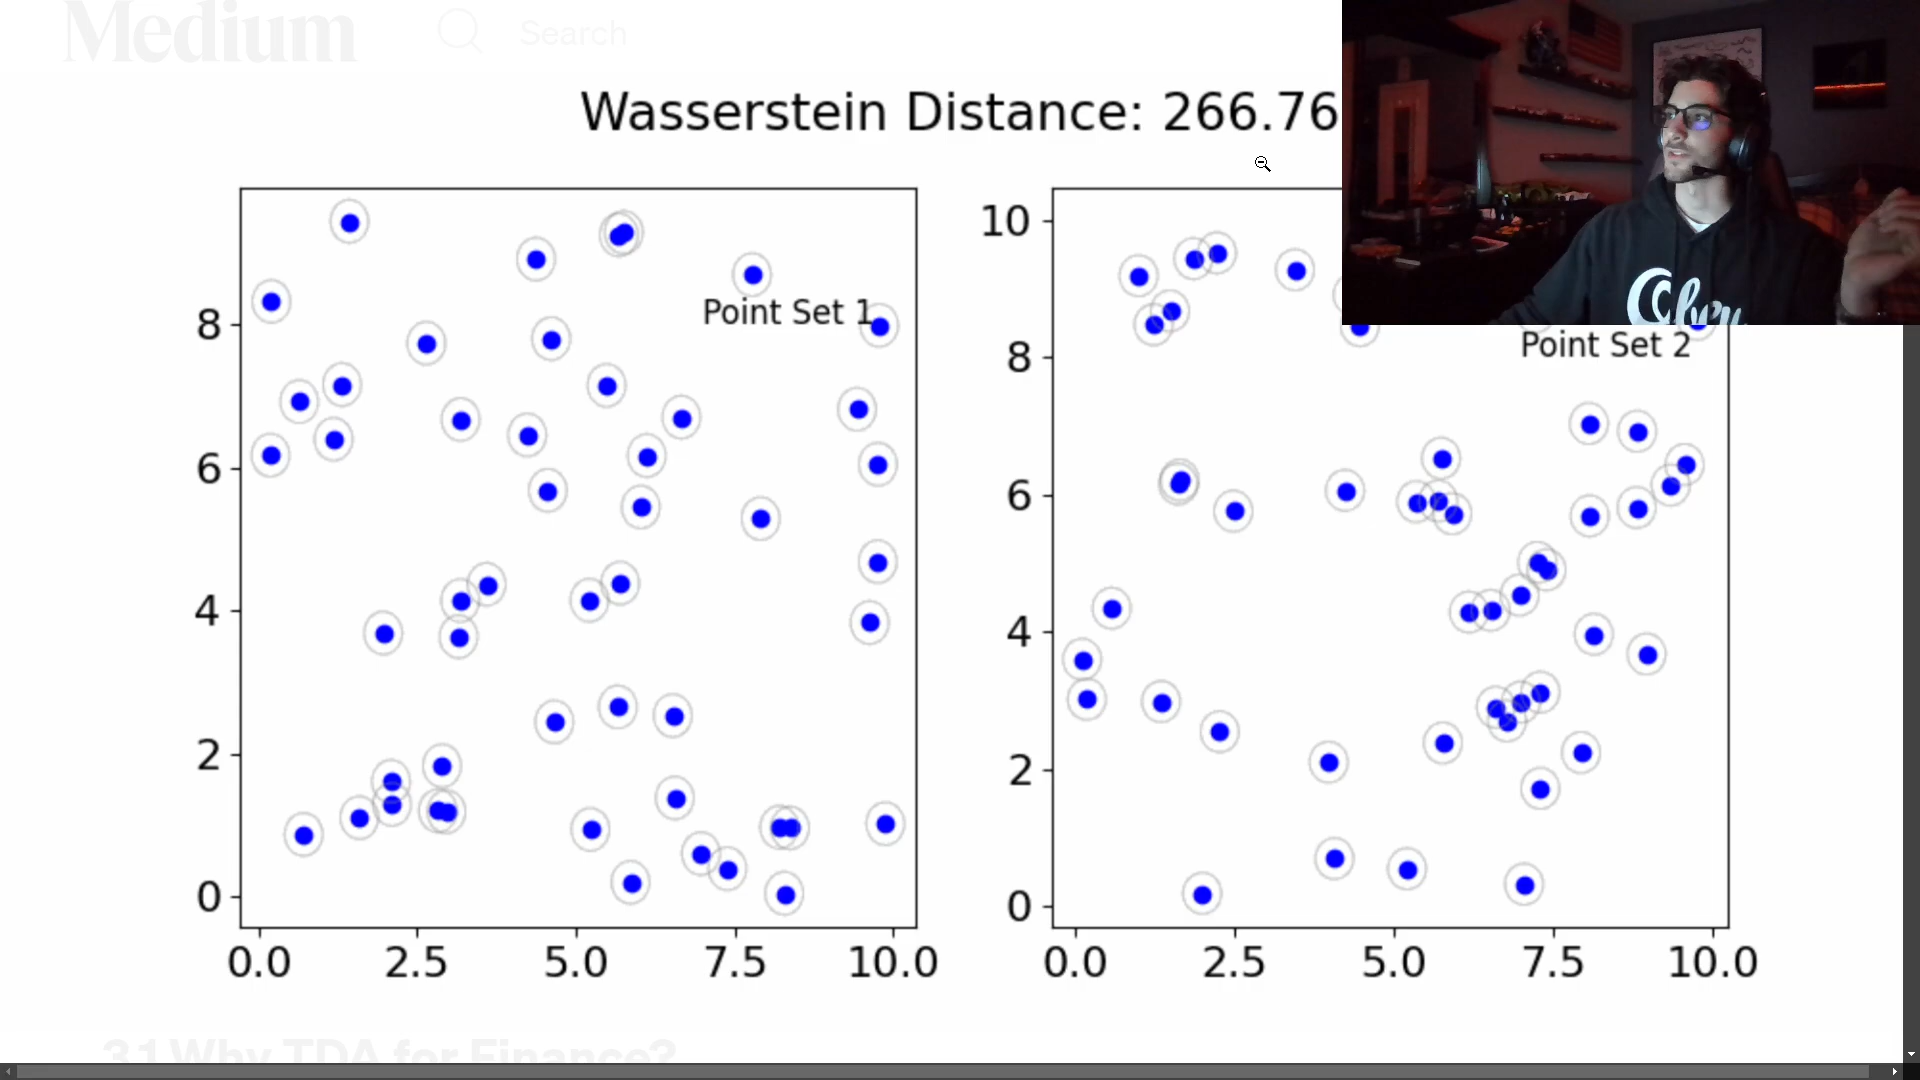 Medium
Search
Wasserstein Distance: 266.76
Point Set 1
8
6
4
2
0
0.0 2.5 5.0 7.5 10.0
10
8
6
4
2
0
Point Set 2
0.0 2.5 5.0 7.5 10.0
3.1 Why TDA for Finance?